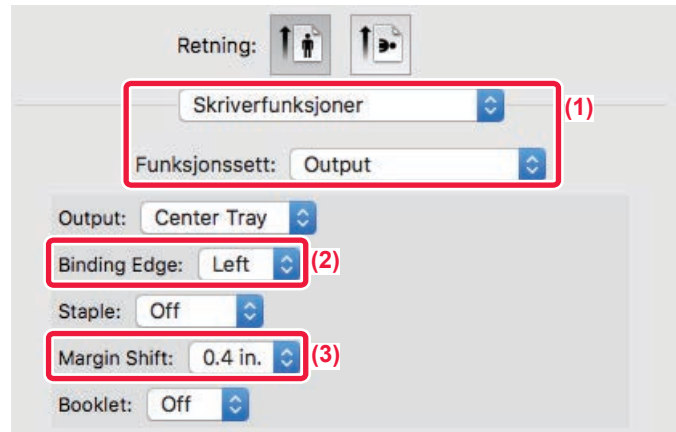 Retning:
Skriverfunksjoner
(1)
Funksjonssett: Output
Output: Center Tray
Binding Edge: Left
(2)
Staple: Off
Margin Shift: 0.4 in.
(3)
Booklet: Off